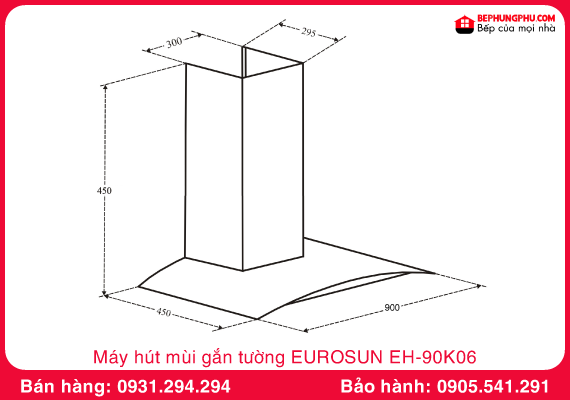 BEPHUNGPHU.COM
Bếp của mọi nhà
300
295
450
450
900
Máy hút mùi gắn tường EUROSUN EH-90K06
Bán hàng: 0931.294.294
Bảo hành: 0905.541.291